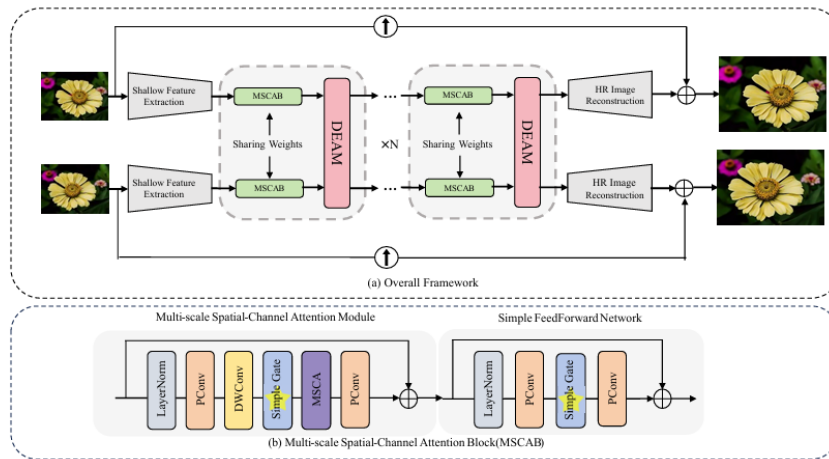 Shallow Feature
Extraction
MSCAB
DEAM
...
MSCAB
DEAM
HR Image
Reconstruction
Sharing Weights
×N
Sharing Weights
Shallow Feature
Extraction
MSCAB
...
MSCAB
HR Image
Reconstruction
(a) Overall Framework
Multi-scale Spatial-Channel Attention Module
Simple FeedForward Network
LayerNorm
PConv
DWConv
Simple Gate
MSCA
PConv
LayerNorm
PConv
Simple Gate
PConv
(b) Multi-scale Spatial-Channel Attention Block(MSCAB)